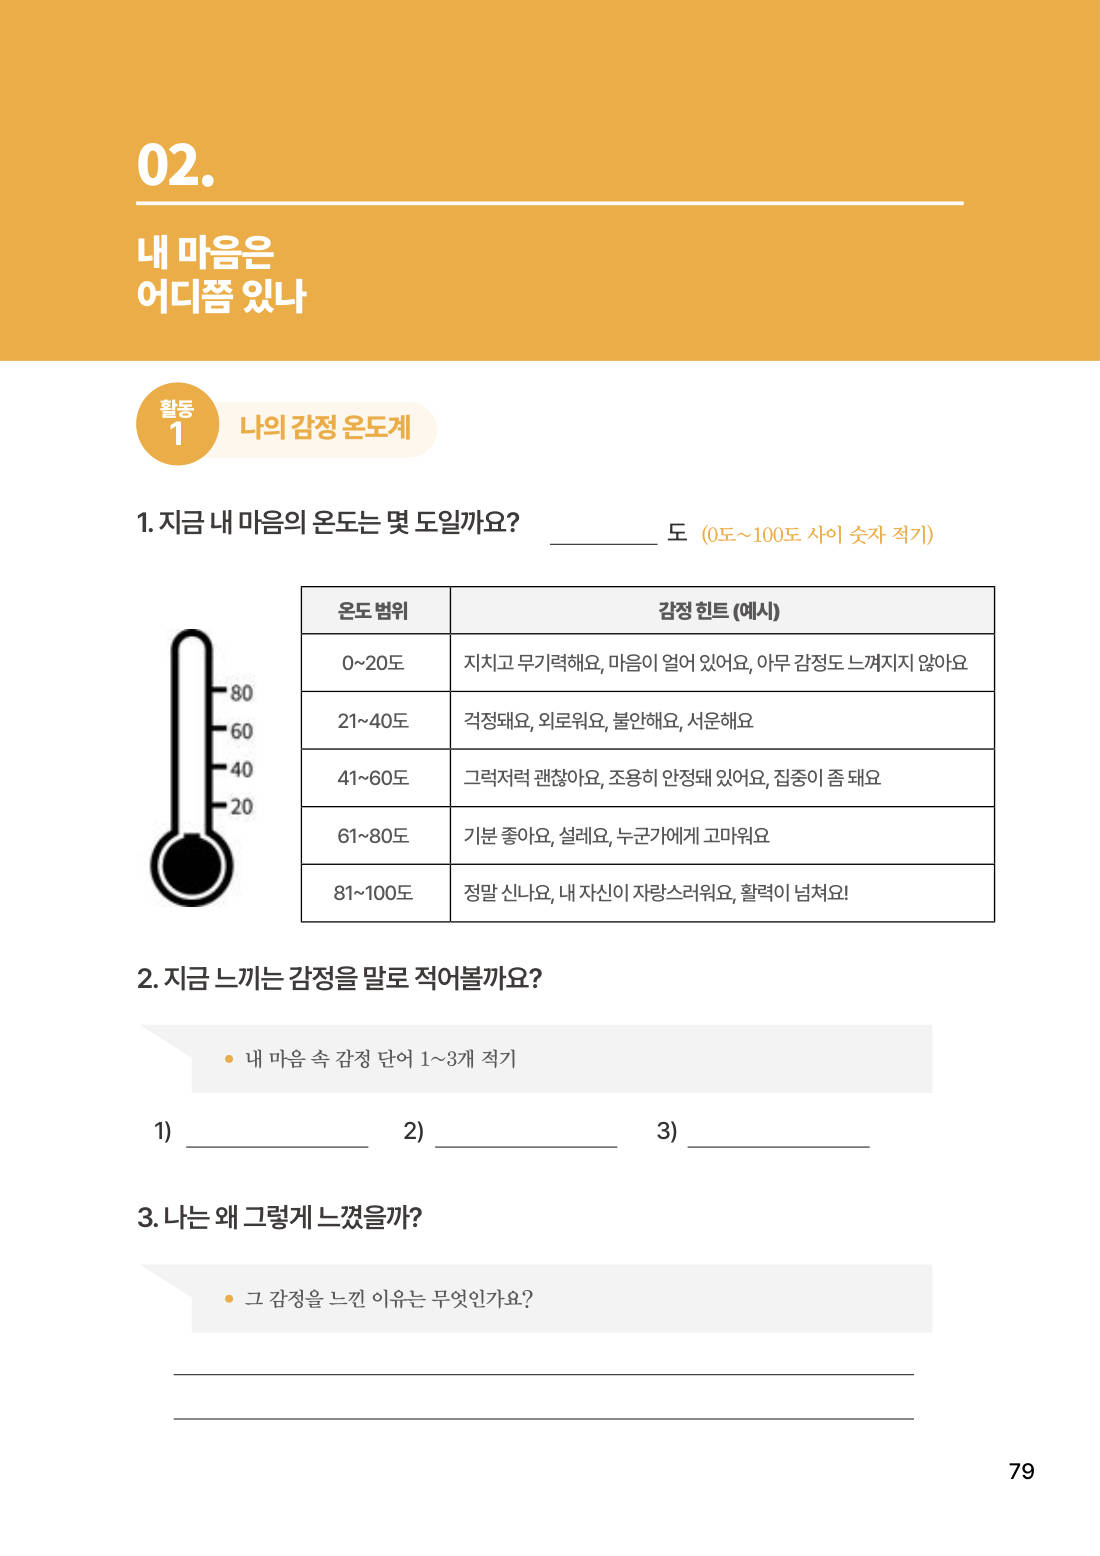 02.
내 마음은
어디쯤 있나
활동
1
나의 감정 온도계
1. 지금 내 마음의 온도는 몇 도일까요? ________ 도 (0도~100도 사이 숫자 적기)
80
60
40
20
온도 범위 감정 힌트 (예시)
0~20도 지치고 무기력해요, 마음이 얼어 있어요, 아무 감정도 느껴지지 않아요
21~40도 걱정돼요, 외로워요, 불안해요, 서운해요
41~60도 그럭저럭 괜찮아요, 조용히 안정돼 있어요, 집중이 좀 돼요
61~80도 기분 좋아요, 설레요, 누군가에게 고마워요
81~100도 정말 신나요, 내 자신이 자랑스러워요, 활력이 넘쳐요!
2. 지금 느끼는 감정을 말로 적어볼까요?
• 내 마음 속 감정 단어 1~3개 적기
1) ____________ 2) ____________ 3) ____________
3. 나는 왜 그렇게 느꼈을까?
• 그 감정을 느낀 이유는 무엇인가요?
79